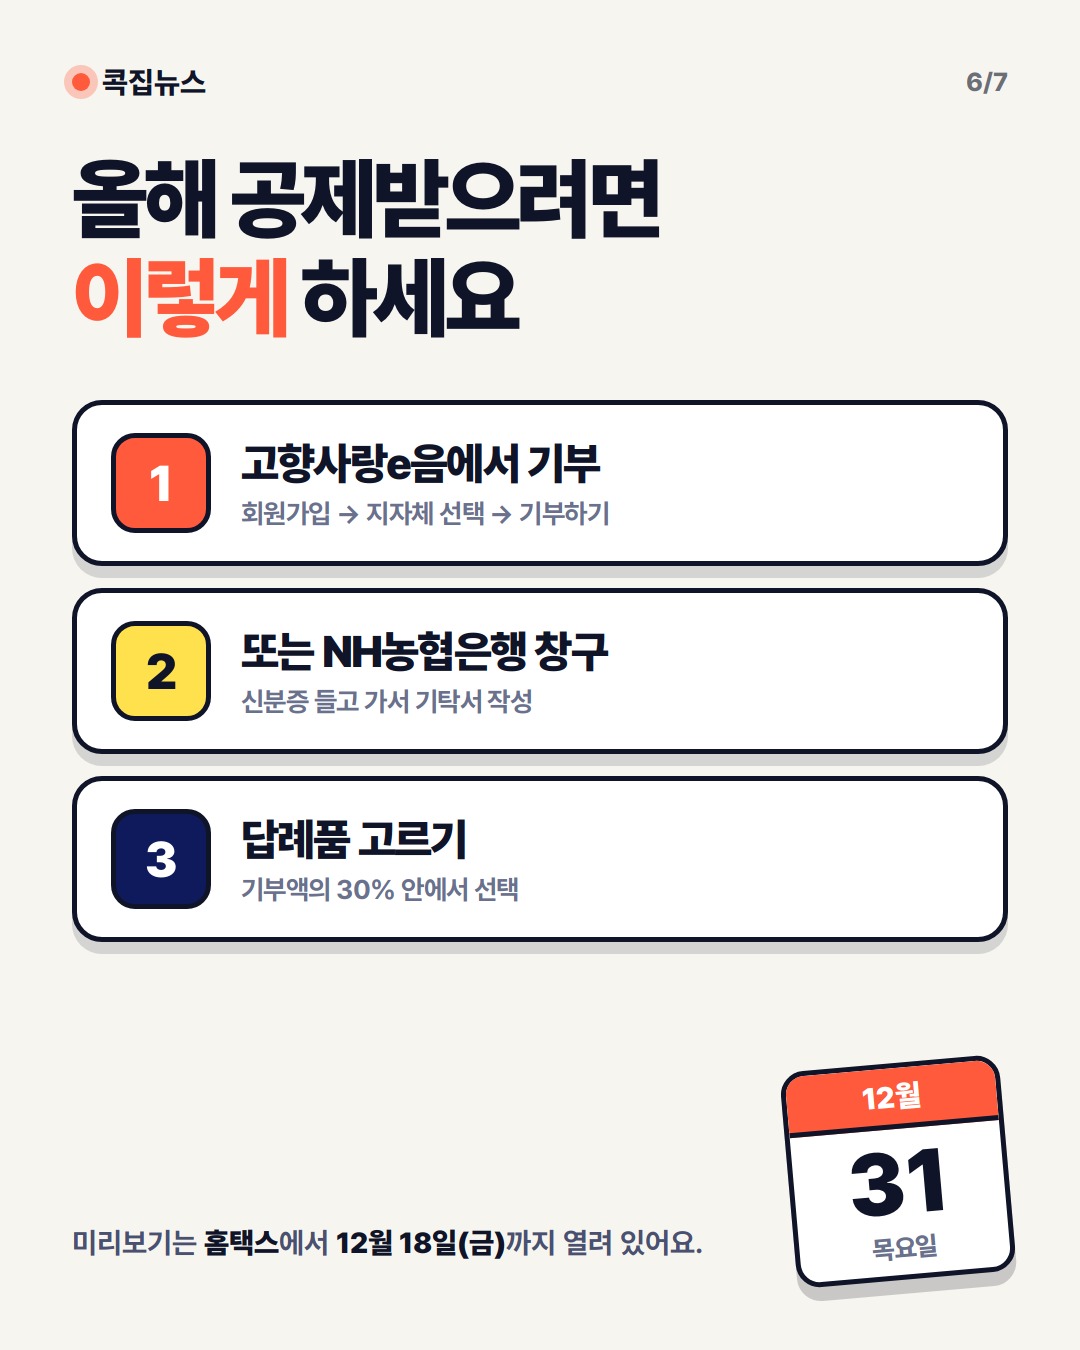 콕집뉴스
6/7
올해 공제받으려면
이렇게 하세요
1
고향사랑e음에서 기부
회원가입 → 지자체 선택 → 기부하기
2
또는 NH농협은행 창구
신분증 들고 가서 기탁서 작성
3
답례품 고르기
기부액의 30% 안에서 선택
12월
31
목요일
미리보기는 홈택스에서 12월 18일(금)까지 열려 있어요.